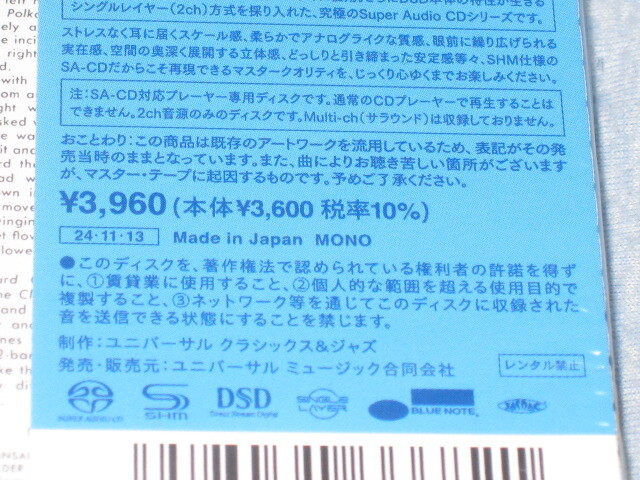 シングルレイヤー(2ch)方式を採り入れた、究極のSuper Audio CDシリーズです。
ストレスなく耳に届くスケール感、柔らかでアナログライクな質感、眼前に繰り広げられる
実在感、空間の奥深く展開する立体感、どっしりと引き締まった安定感等々、SHM仕様の
SA-CDだからこそ再現できるマスタークオリティを、じっくり心ゆくまでお楽しみください。
注:SA-CD対応プレーヤー専用ディスクです。通常のCDプレーヤーで再生することは
できません。2ch音源のみのディスクです。Multi-ch(サラウンド)は収録しておりません。
おことわり:この商品は既存のアートワークを流用しているため、表記がその発
売当時のままとなっています。また、曲によりお聴き苦しい箇所がございます
が、マスター・テープに起因するものです。予めご了承ください。
¥3,960(本体¥3,600 税率10%)
24・11・13 Made in Japan MONO
●このディスクを、著作権法で認められている権利者の許諾を得ず
に、①賃貸業に使用すること、②個人的な範囲を超える使用目的で
複製すること、③ネットワーク等を通じてこのディスクに収録された
音を送信できる状態にすることを禁じます。
制作:ユニバーサル クラシックス&ジャズ
発売・販売元:ユニバーサル ミュージック合同会社
レンタル禁止
SUPER AUDIO CD
SHM
DSD
Direct Stream Digital
SINGLE
LAYER
BLUE NOTE